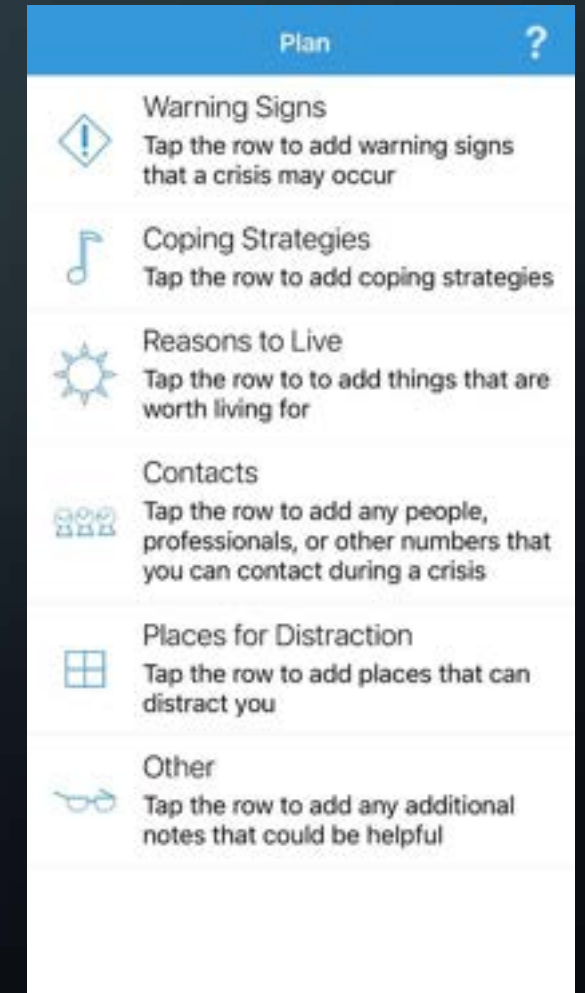 Plan ?
Warning Signs
Tap the row to add warning signs
that a crisis may occur
Coping Strategies
Tap the row to add coping strategies
Reasons to Live
Tap the row to to add things that are
worth living for
Contacts
Tap the row to add any people,
professionals, or other numbers that
you can contact during a crisis
Places for Distraction
Tap the row to add places that can
distract you
Other
Tap the row to add any additional
notes that could be helpful